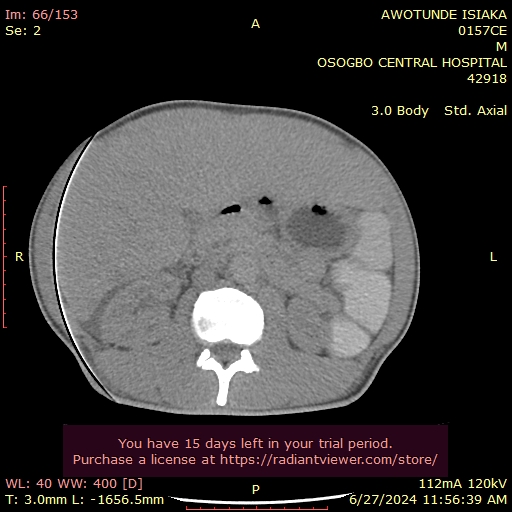 Im: 66/153
Se: 2
A
AWOTUNDE ISIAKA
0157CE
M
OSOGBO CENTRAL HOSPITAL
42918
3.0 Body Std. Axial
R
L
You have 15 days left in your trial period.
Purchase a license at https://radiantviewer.com/store/
WL: 40 WW: 400 [D]
T: 3.0mm L: -1656.5mm
P
112mA 120kV
6/27/2024 11:56:39 AM